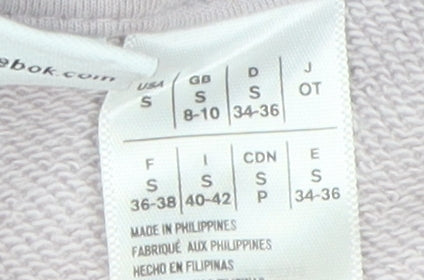 ebok.com
USA GB D J
S S S OT
8-10 34-36
F I CDN E
S S S S
36-38 40-42 P 34-36
MADE IN PHILIPPINES
FABRIQUÉ AUX PHILIPPINES
HECHO EN FILIPINAS